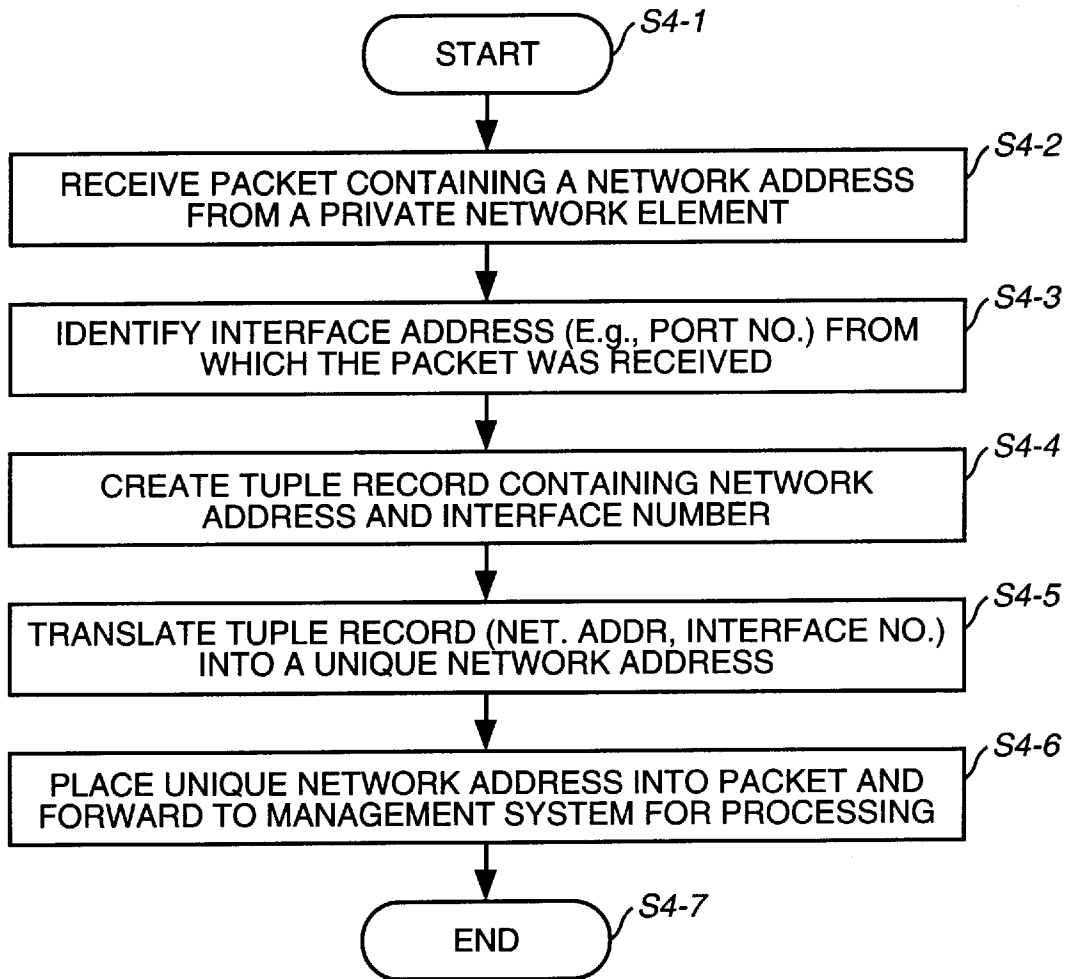 START
S4-1
S4-2
RECEIVE PACKET CONTAINING A NETWORK ADDRESS
FROM A PRIVATE NETWORK ELEMENT
S4-3
IDENTIFY INTERFACE ADDRESS (E.g., PORT NO.) FROM
WHICH THE PACKET WAS RECEIVED
S4-4
CREATE TUPLE RECORD CONTAINING NETWORK
ADDRESS AND INTERFACE NUMBER
S4-5
TRANSLATE TUPLE RECORD (NET. ADDR, INTERFACE NO.)
INTO A UNIQUE NETWORK ADDRESS
S4-6
PLACE UNIQUE NETWORK ADDRESS INTO PACKET AND
FORWARD TO MANAGEMENT SYSTEM FOR PROCESSING
S4-7
END